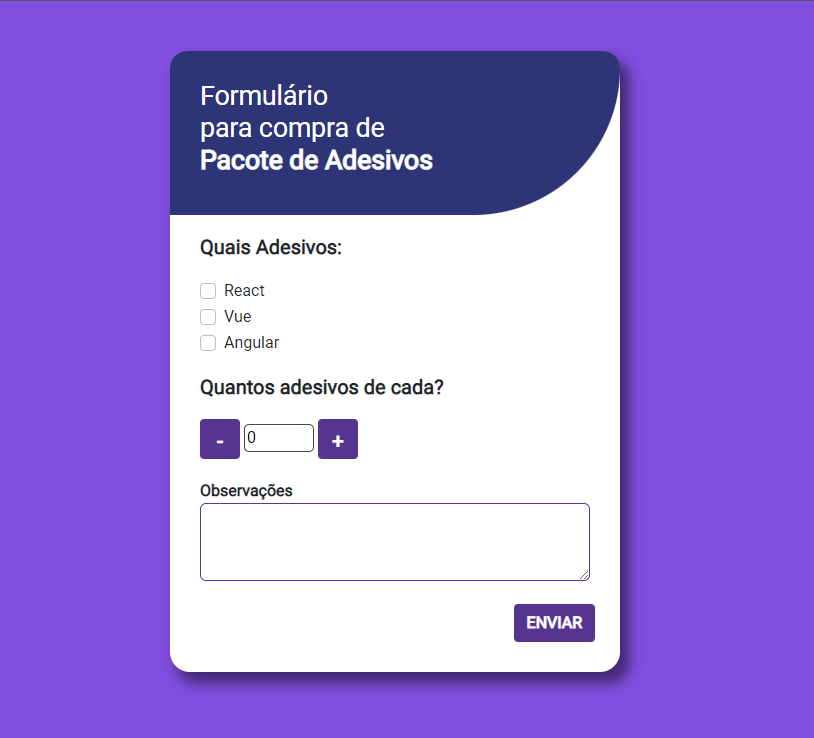 Formulário
para compra de
Pacote de Adesivos
Quais Adesivos:
React
Vue
Angular
Quantos adesivos de cada?
- 0 +
Observações
ENVIAR